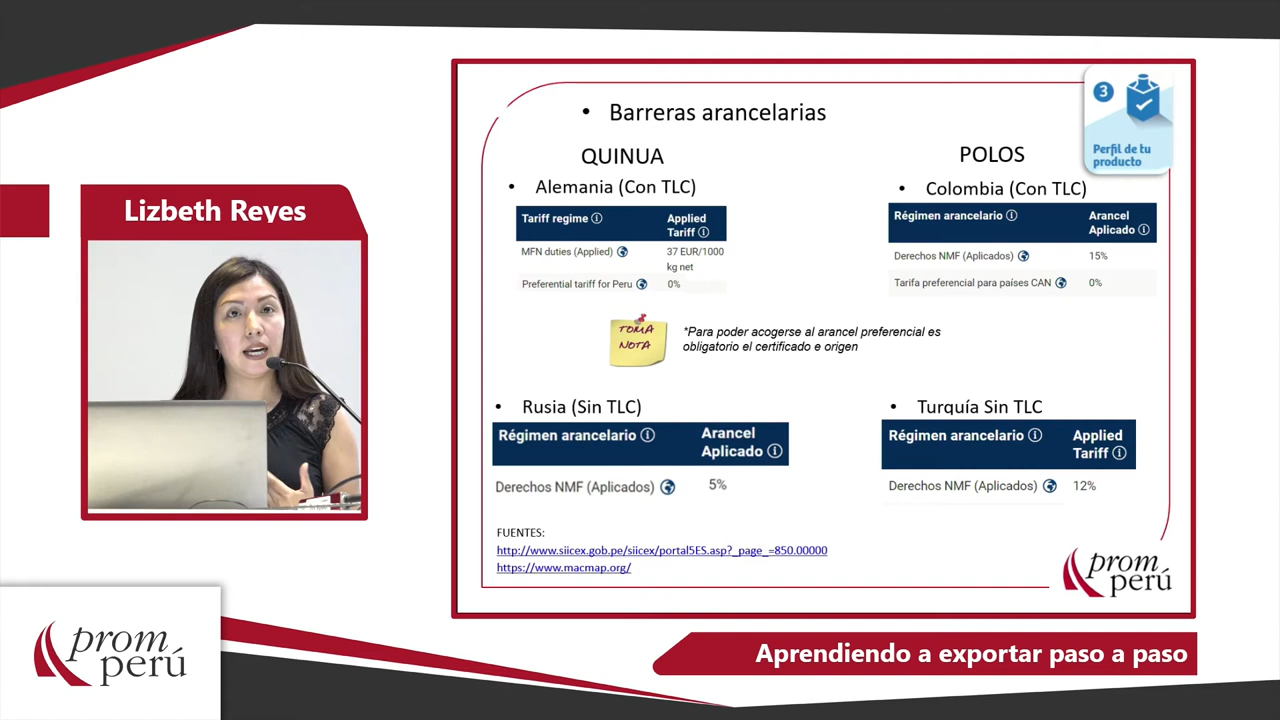 Lizbeth Reyes
• Barreras arancelarias
3
Perfil de tu
producto
QUINUA
• Alemania (Con TLC)
Tariff regime
Applied
Tariff
MFN duties (Applied)
37 EUR/1000
kg net
Preferential tariff for Peru
0%
POLOS
• Colombia (Con TLC)
Régimen arancelario
Arancel
Aplicado
Derechos NMF (Aplicados)
15%
Tarifa preferencial para países CAN
0%
TOMA
NOTA
*Para poder acogerse al arancel preferencial es
obligatorio el certificado e origen
• Rusia (Sin TLC)
Régimen arancelario
Arancel
Aplicado
Derechos NMF (Aplicados)
5%
• Turquía Sin TLC
Régimen arancelario
Applied
Tariff
Derechos NMF (Aplicados)
12%
FUENTES:
http://www.siicex.gob.pe/siicex/portal5ES.asp?_page_=850.00000
https://www.macmap.org/
prom
perú
prom
perú
Aprendiendo a exportar paso a paso